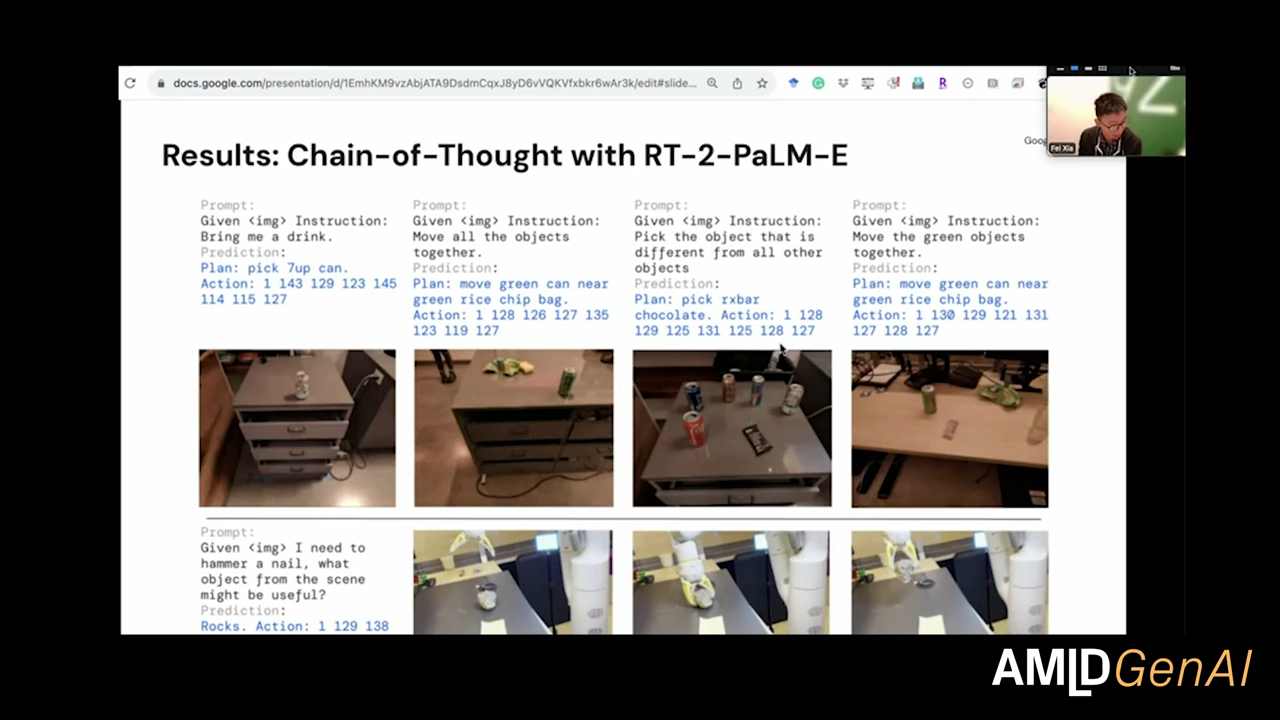 docs.google.com/presentation/d/1EmhKM9vzAbjATA9DsdmCqxJ8yD6vVQKVfxbkr6wAr3k/edit#slide...
Results: Chain-of-Thought with RT-2-PaLM-E
Goog
Fei Xia
Prompt:
Given <img> Instruction:
Bring me a drink.
Prediction:
Plan: pick 7up can.
Action: 1 143 129 123 145
114 115 127
Prompt:
Given <img> Instruction:
Move all the objects
together.
Prediction:
Plan: move green can near
green rice chip bag.
Action: 1 128 126 127 135
123 119 127
Prompt:
Given <img> Instruction:
Pick the object that is
different from all other
objects
Prediction:
Plan: pick rxbar
chocolate. Action: 1 128
129 125 131 125 128 127
Prompt:
Given <img> Instruction:
Move the green objects
together.
Prediction:
Plan: move green can near
green rice chip bag.
Action: 1 130 129 121 131
127 128 127
Prompt:
Given <img> I need to
hammer a nail, what
object from the scene
might be useful?
Prediction:
Rocks. Action: 1 129 138
AMLDGenAI